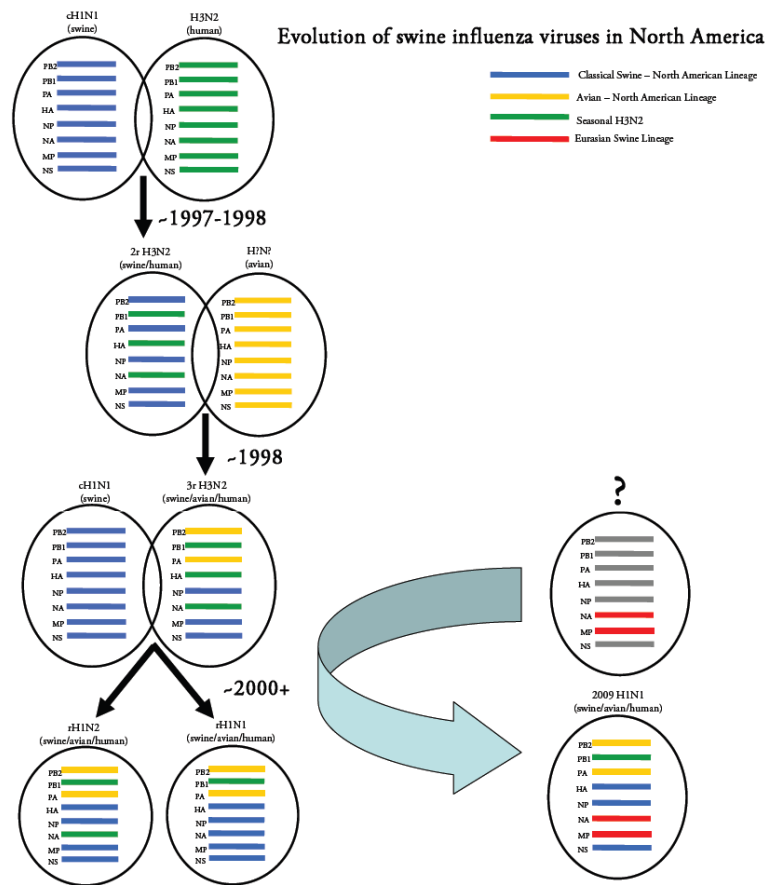 Evolution of swine influenza viruses in North America
Classical Swine – North American Lineage
Avian – North American Lineage
Seasonal H3N2
Eurasian Swine Lineage
cH1N1
(swine)
PB2
PB1
PA
HA
NP
NA
MP
NS
H3N2
(human)
PB2
PB1
PA
HA
NP
NA
MP
NS
~1997-1998
2r H3N2
(swine/human)
PB2
PB1
PA
HA
NP
NA
MP
NS
H?N?
(avian)
PB2
PB1
PA
HA
NP
NA
MP
NS
~1998
cH1N1
(swine)
PB2
PB1
PA
HA
NP
NA
MP
NS
3r H3N2
(swine/avian/human)
PB2
PB1
PA
HA
NP
NA
MP
NS
?
PB2
PB1
PA
HA
NP
NA
MP
NS
~2000+
rH1N2
(swine/avian/human)
PB2
PB1
PA
HA
NP
NA
MP
NS
rH1N1
(swine/avian/human)
PB2
PB1
PA
HA
NP
NA
MP
NS
2009 H1N1
(swine/avian/human)
PB2
PB1
PA
HA
NP
NA
MP
NS